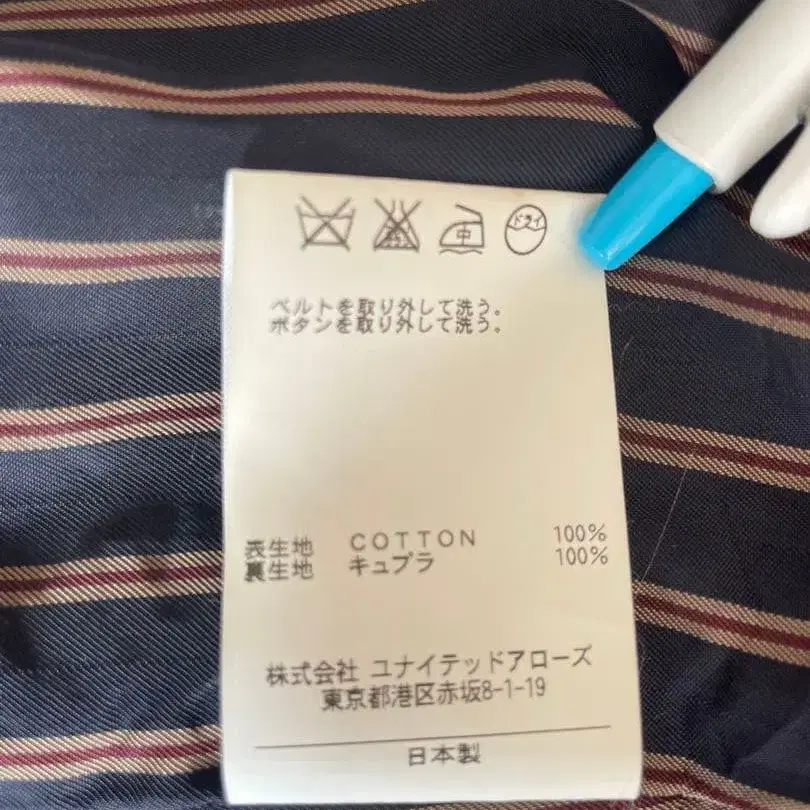 中 ドライ
ベルトを取り外して洗う。
ボタンを取り外して洗う。
表生地 COTTON 100%
裏生地 キュプラ 100%
株式会社 ユナイテッドアローズ
東京都港区赤坂8-1-19
日本製